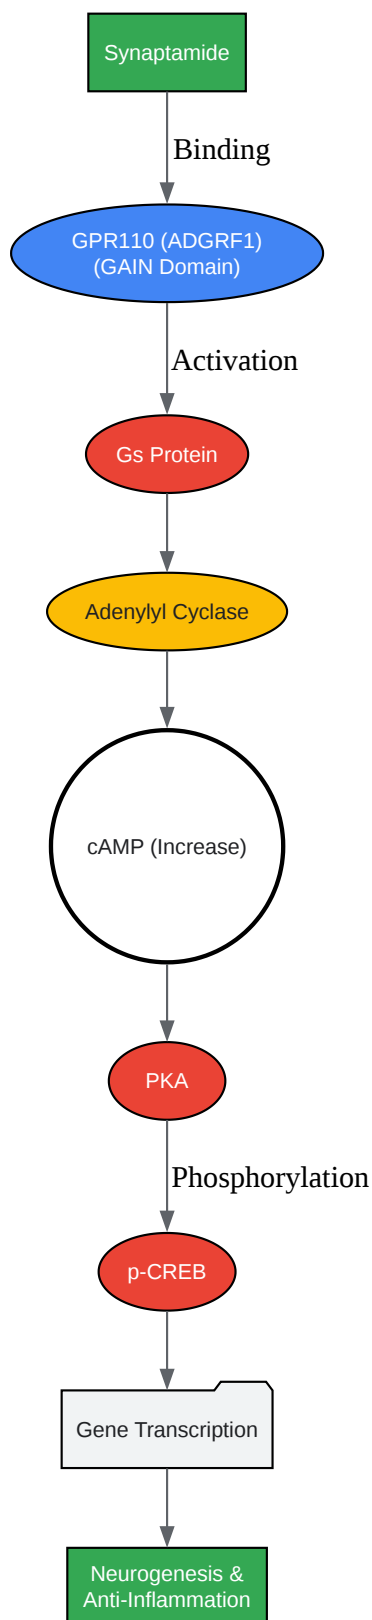 Synaptamide
Binding
GPR110 (ADGRF1)
(GAIN Domain)
Activation
Gs Protein
Adenylyl Cyclase
cAMP (Increase)
PKA
Phosphorylation
p-CREB
Gene Transcription
Neurogenesis &
Anti-Inflammation